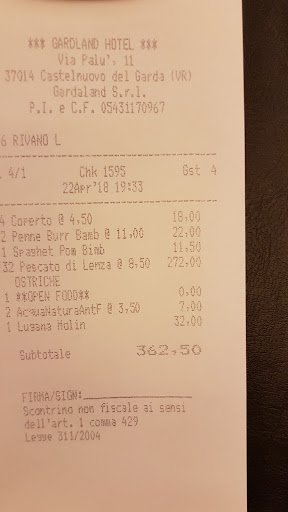 *** GARDLAND HOTEL ***
Via Palu', 11
37014 Castelnuovo del Garda (VR)
Gardaland S.r.l.
P.I. e C.F. 05431170967
6 RIVANO L
. 4/1 Chk 1595 Gst 4
22Apr'18 19:33
4 Coperto @ 4,50 18,00
2 Penne Burr Bamb @ 11,00 22,00
1 Spaghet Pom Bimb 11,50
32 Pescato di Lenza @ 8,50 272,00
OSTRICHE
1 **OPEN FOOD** 0,00
2 AcquaNaturaAntF @ 3,50 7,00
1 Lugana Molin 32,00
Subtotale 362,50
FIRMA/SIGN:
Scontrino non fiscale ai sensi
dell'art. 1 comma 429
Legge 311/2004